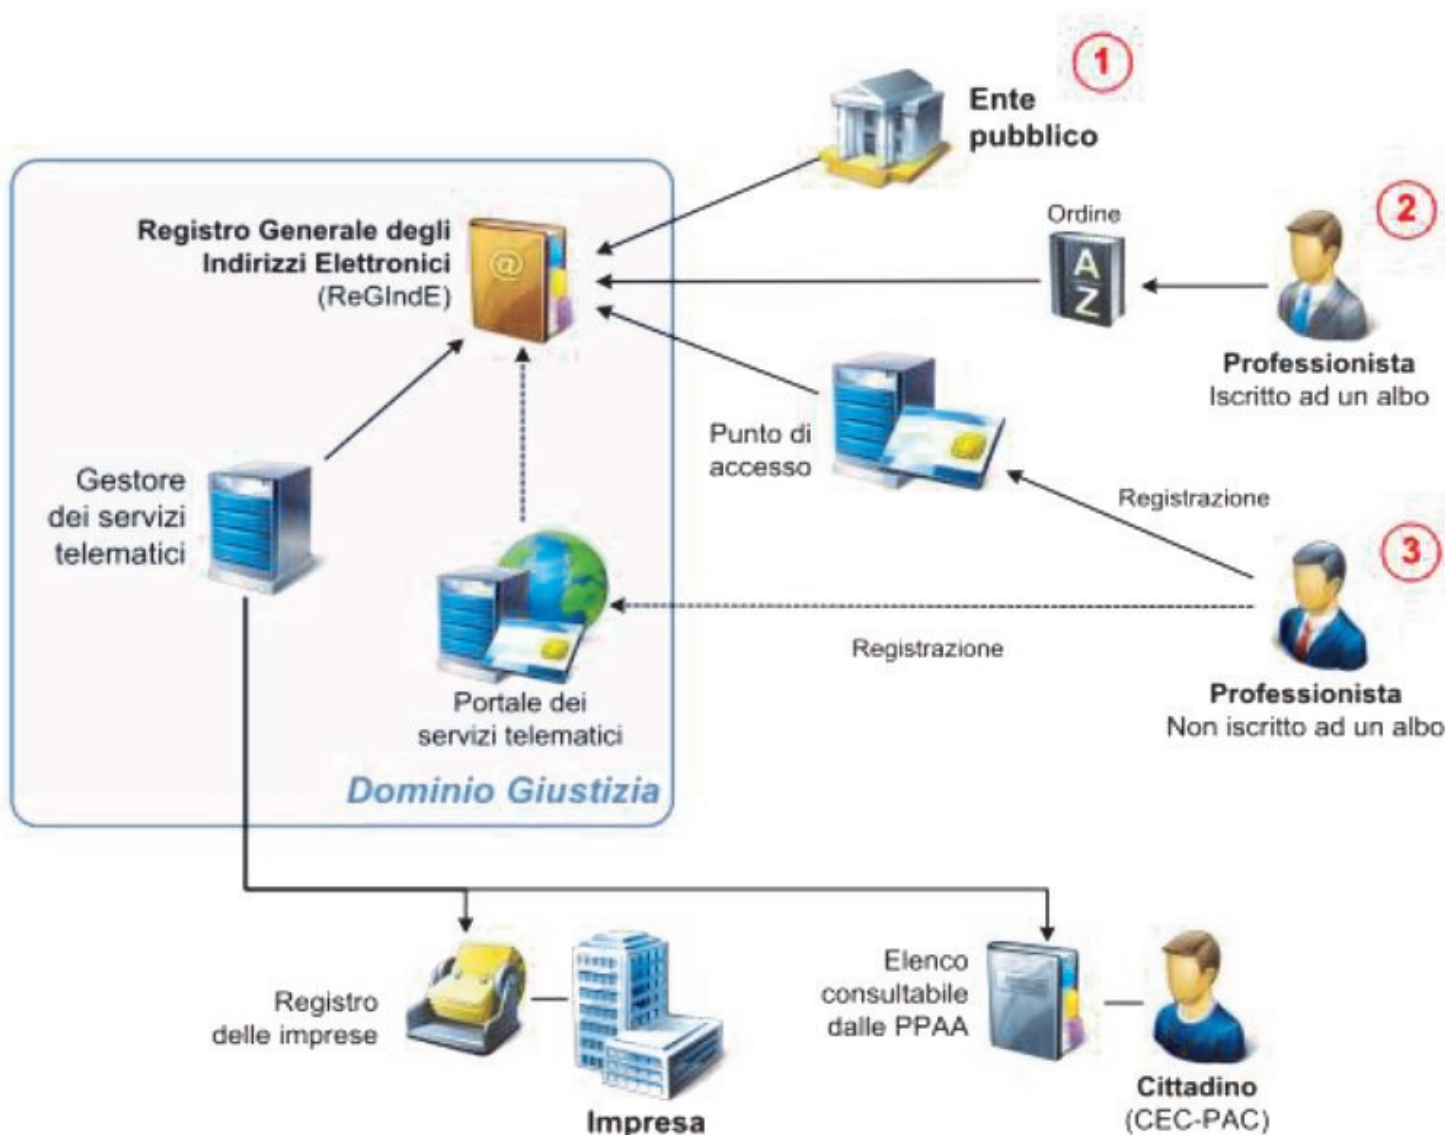 1
Ente
pubblico
2
Ordine
A
Z
Professionista
Iscritto ad un albo
Registro Generale degli
Indirizzi Elettronici
(ReGIndE)
@
Punto di
accesso
Registrazione
3
Gestore
dei servizi
telematici
Registrazione
Professionista
Non iscritto ad un albo
Portale dei
servizi telematici
Dominio Giustizia
Registro
delle imprese
Impresa
Elenco
consultabile
dalle PPAA
Cittadino
(CEC-PAC)